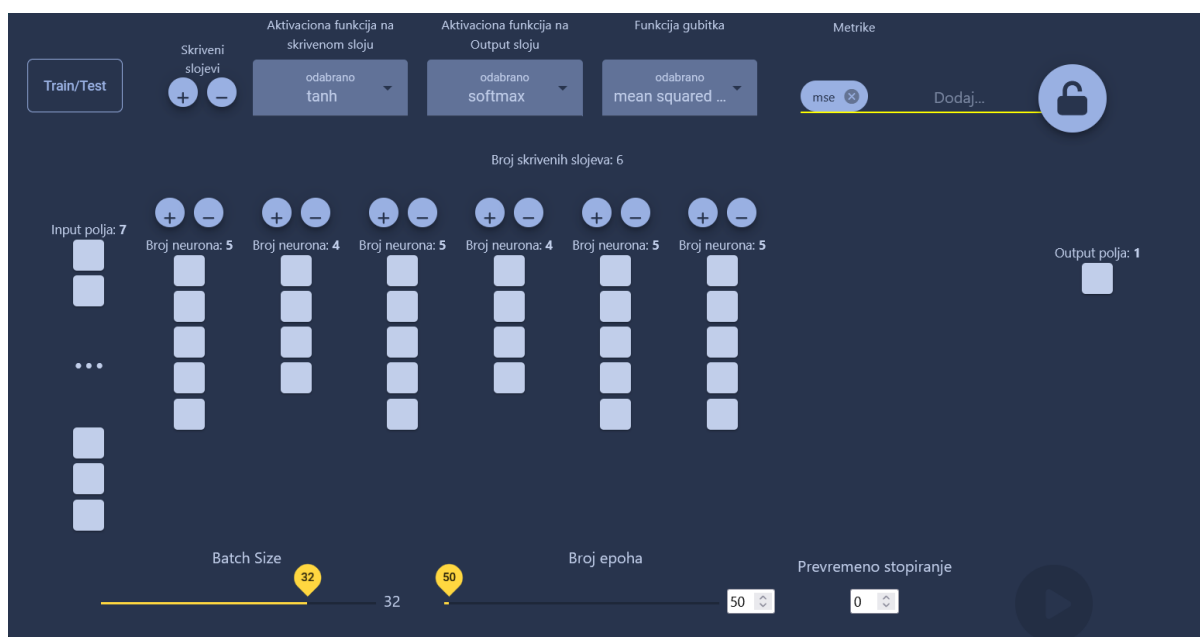 Train/Test
Skriveni
slojevi
+ −
Aktivaciona funkcija na
skrivenom sloju
odabrano
tanh
Aktivaciona funkcija na
Output sloju
odabrano
softmax
Funkcija gubitka
odabrano
mean squared ...
Metrike
mse
Dodaj...
Broj skrivenih slojeva: 6
Input polja: 7
+ − + − + − + − + − + −
Broj neurona: 5 Broj neurona: 4 Broj neurona: 5 Broj neurona: 4 Broj neurona: 5 Broj neurona: 5
Output polja: 1
Batch Size
32
32
Broj epoha
50
50
Prevremeno stopiranje
0